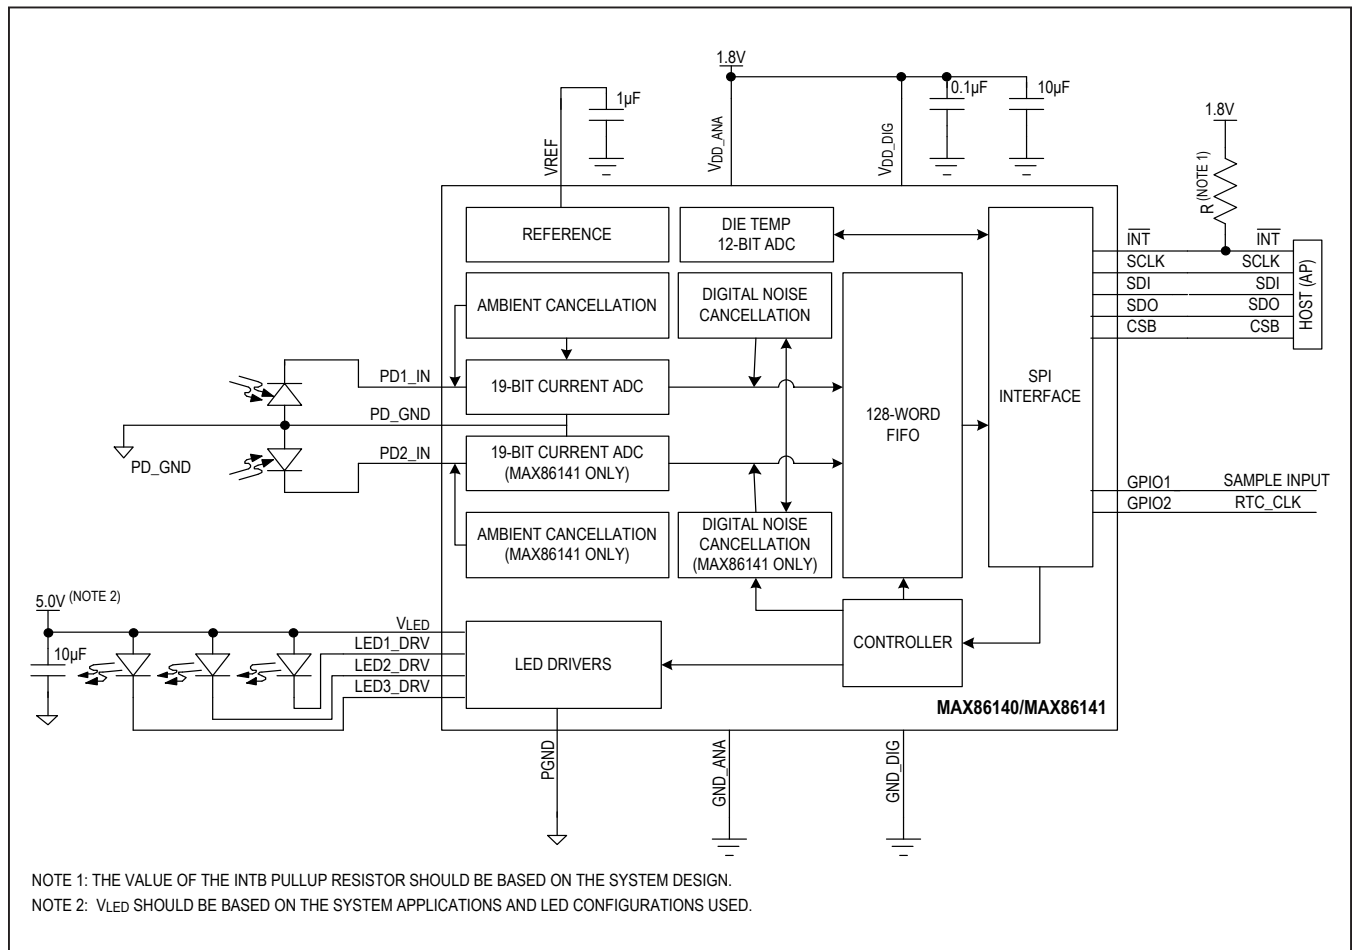 1.8V
1µF
0.1µF
10µF
1.8V
VREF
VDD_ANA
VDD_DIG
R (NOTE 1)
REFERENCE
DIE TEMP
12-BIT ADC
INT
INT
SCLK
SCLK
SDI
SDI
SDO
SDO
CSB
CSB
HOST (AP)
AMBIENT CANCELLATION
DIGITAL NOISE
CANCELLATION
SPI
INTERFACE
PD1_IN
19-BIT CURRENT ADC
128-WORD
FIFO
PD_GND
PD_GND
PD2_IN
19-BIT CURRENT ADC
(MAX86141 ONLY)
GPIO1
SAMPLE INPUT
GPIO2
RTC_CLK
AMBIENT CANCELLATION
(MAX86141 ONLY)
DIGITAL NOISE
CANCELLATION
(MAX86141 ONLY)
5.0V (NOTE 2)
10µF
VLED
LED1_DRV
LED2_DRV
LED3_DRV
LED DRIVERS
CONTROLLER
MAX86140/MAX86141
PGND
GND_ANA
GND_DIG
NOTE 1: THE VALUE OF THE INTB PULLUP RESISTOR SHOULD BE BASED ON THE SYSTEM DESIGN.
NOTE 2: VLED SHOULD BE BASED ON THE SYSTEM APPLICATIONS AND LED CONFIGURATIONS USED.